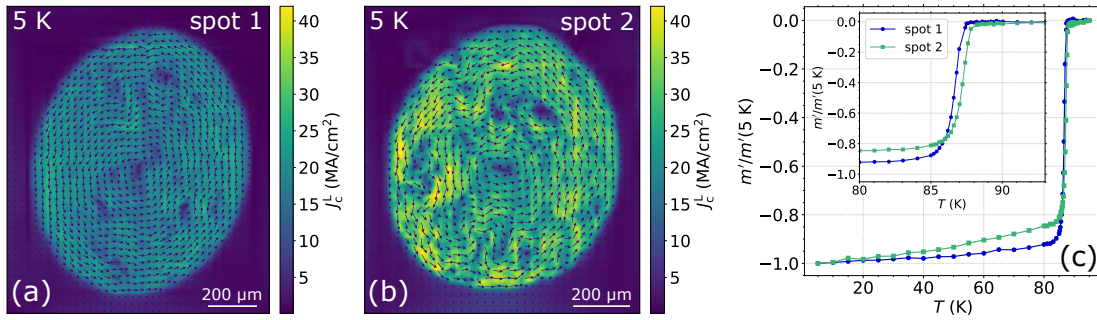 5 K
spot 1
(a)
200 μm
40
35
30
25
20
15
10
5
J_c^L (MA/cm²)
5 K
spot 2
(b)
200 μm
40
35
30
25
20
15
10
5
J_c^L (MA/cm²)
0.0
−0.2
−0.4
−0.6
−0.8
−1.0
m′/m′(5 K)
20
40
60
80
T (K)
(c)
spot 1
spot 2
0.0
−0.2
−0.4
−0.6
−0.8
−1.0
m′/m′(5 K)
80
85
90
T (K)